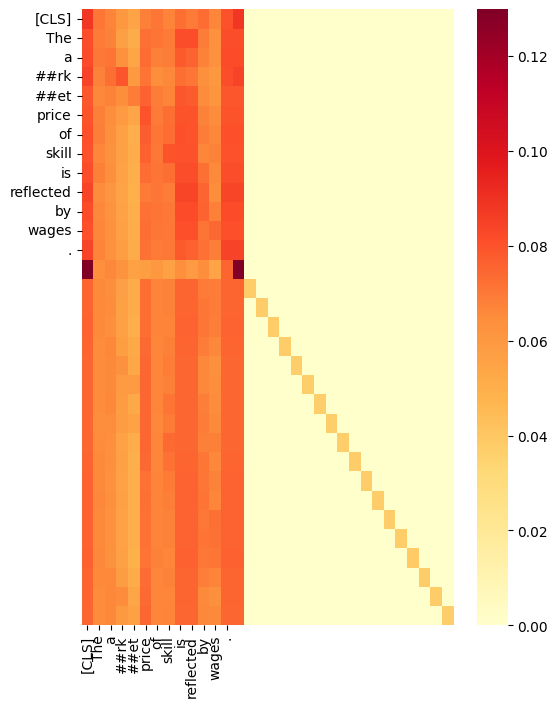 [CLS]
The
a
##rk
##et
price
of
skill
is
reflected
by
wages
.
0.12
0.10
0.08
0.06
0.04
0.02
0.00
[CLS]
The
a
##rk
##et
price
of
skill
is
reflected
by
wages
.